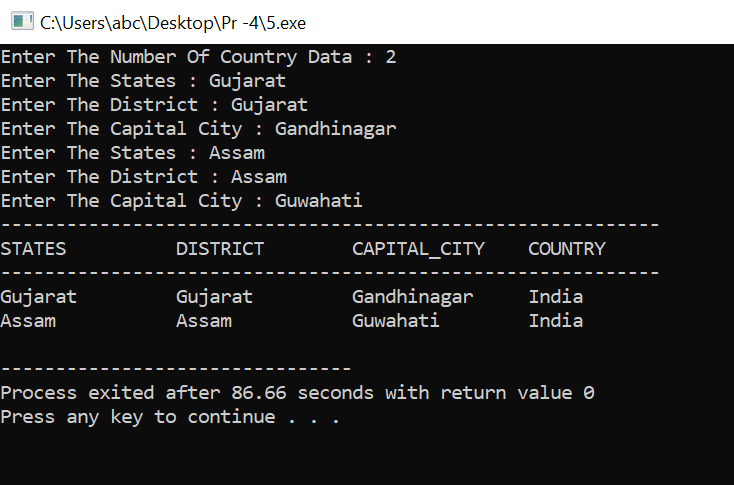 C:\Users\abc\Desktop\Pr -4\5.exe
Enter The Number Of Country Data : 2
Enter The States : Gujarat
Enter The District : Gujarat
Enter The Capital City : Gandhinagar
Enter The States : Assam
Enter The District : Assam
Enter The Capital City : Guwahati
------------------------------------------------------------
STATES          DISTRICT        CAPITAL_CITY    COUNTRY
------------------------------------------------------------
Gujarat         Gujarat         Gandhinagar     India
Assam           Assam           Guwahati        India

--------------------------------
Process exited after 86.66 seconds with return value 0
Press any key to continue . . .